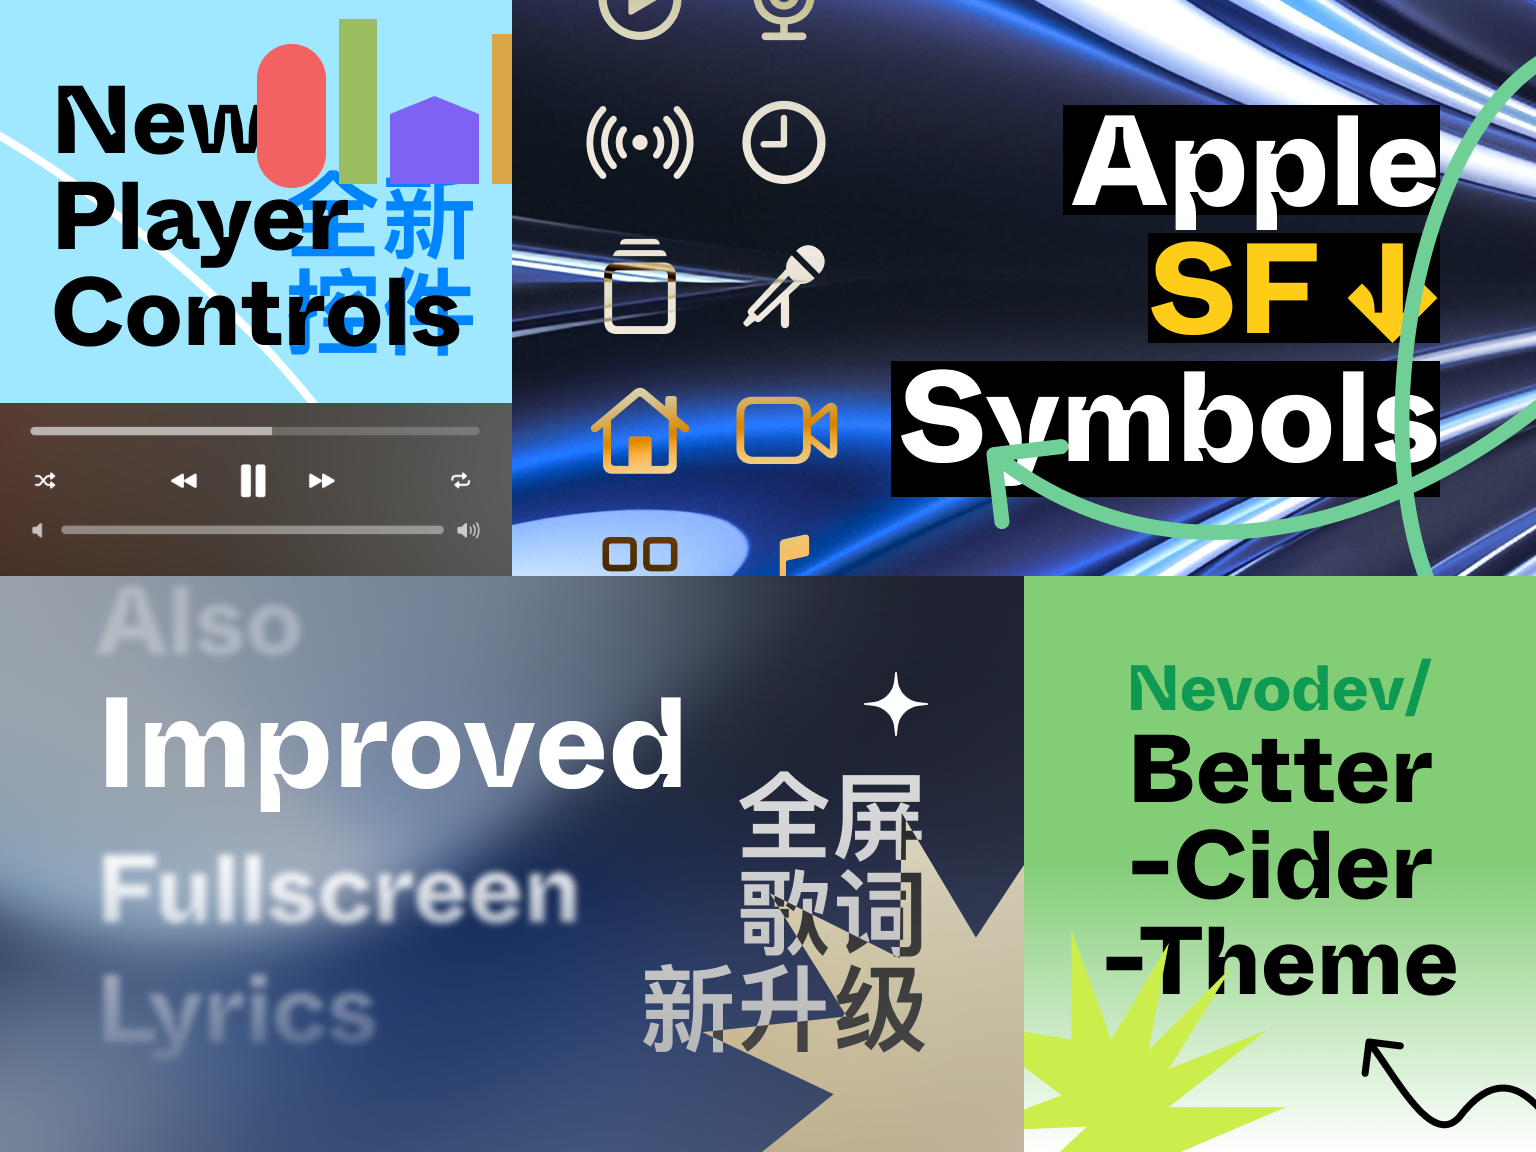 New
Player
Controls
全新
控件
Apple
SF ↓
Symbols
Also
Improved
Fullscreen
Lyrics
全屏
歌词
新升级
Nevodev/
Better
-Cider
-Theme